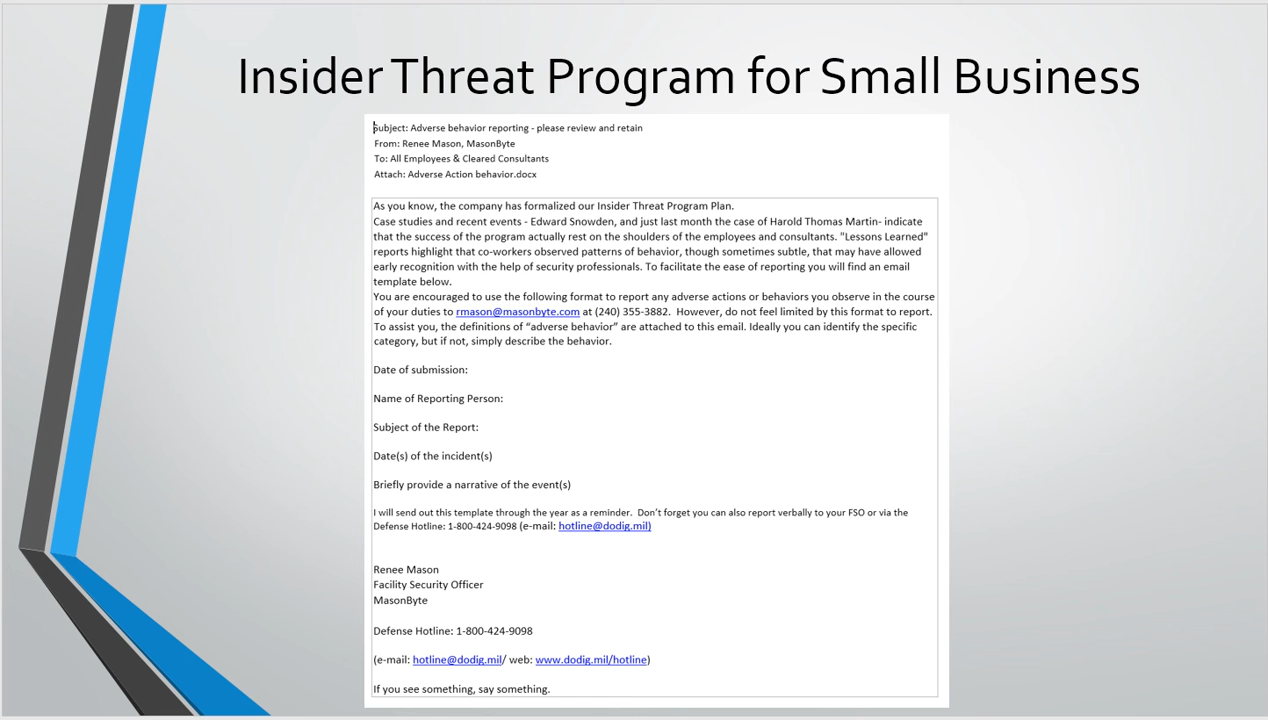 Insider Threat Program for Small Business
Subject: Adverse behavior reporting - please review and retain
From: Renee Mason, MasonByte
To: All Employees & Cleared Consultants
Attach: Adverse Action behavior.docx
As you know, the company has formalized our Insider Threat Program Plan.
Case studies and recent events - Edward Snowden, and just last month the case of Harold Thomas Martin- indicate
that the success of the program actually rest on the shoulders of the employees and consultants. "Lessons Learned"
reports highlight that co-workers observed patterns of behavior, though sometimes subtle, that may have allowed
early recognition with the help of security professionals. To facilitate the ease of reporting you will find an email
template below.
You are encouraged to use the following format to report any adverse actions or behaviors you observe in the course
of your duties to rmason@masonbyte.com at (240) 355-3882.  However, do not feel limited by this format to report.
To assist you, the definitions of “adverse behavior” are attached to this email. Ideally you can identify the specific
category, but if not, simply describe the behavior.
Date of submission:
Name of Reporting Person:
Subject of the Report:
Date(s) of the incident(s)
Briefly provide a narrative of the event(s)
I will send out this template through the year as a reminder.  Don’t forget you can also report verbally to your FSO or via the
Defense Hotline: 1-800-424-9098 (e-mail: hotline@dodig.mil)
Renee Mason
Facility Security Officer
MasonByte
Defense Hotline: 1-800-424-9098
(e-mail: hotline@dodig.mil/ web: www.dodig.mil/hotline)
If you see something, say something.